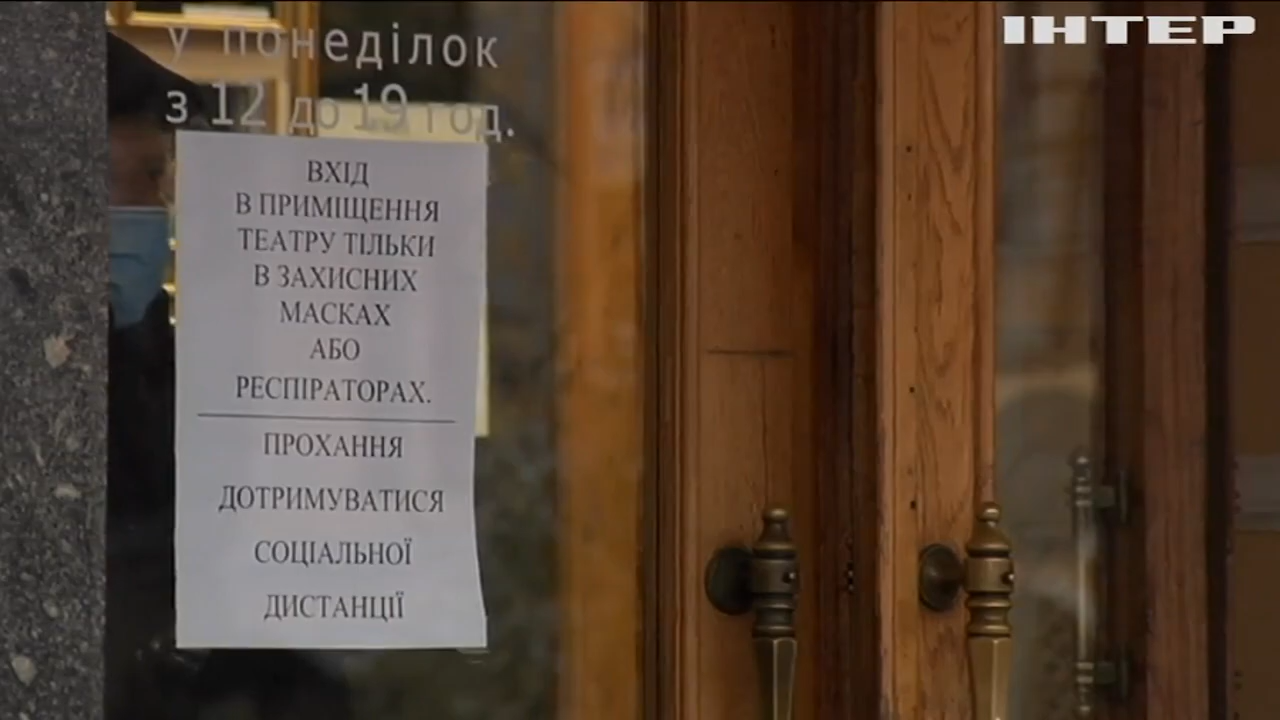 ІНТЕР
у понеділок
з 12 до 19 год.
ВХІД
В ПРИМІЩЕННЯ
ТЕАТРУ ТІЛЬКИ
В ЗАХИСНИХ
МАСКАХ
АБО
РЕСПІРАТОРАХ.
ПРОХАННЯ
ДОТРИМУВАТИСЯ
СОЦІАЛЬНОЇ
ДИСТАНЦІЇ